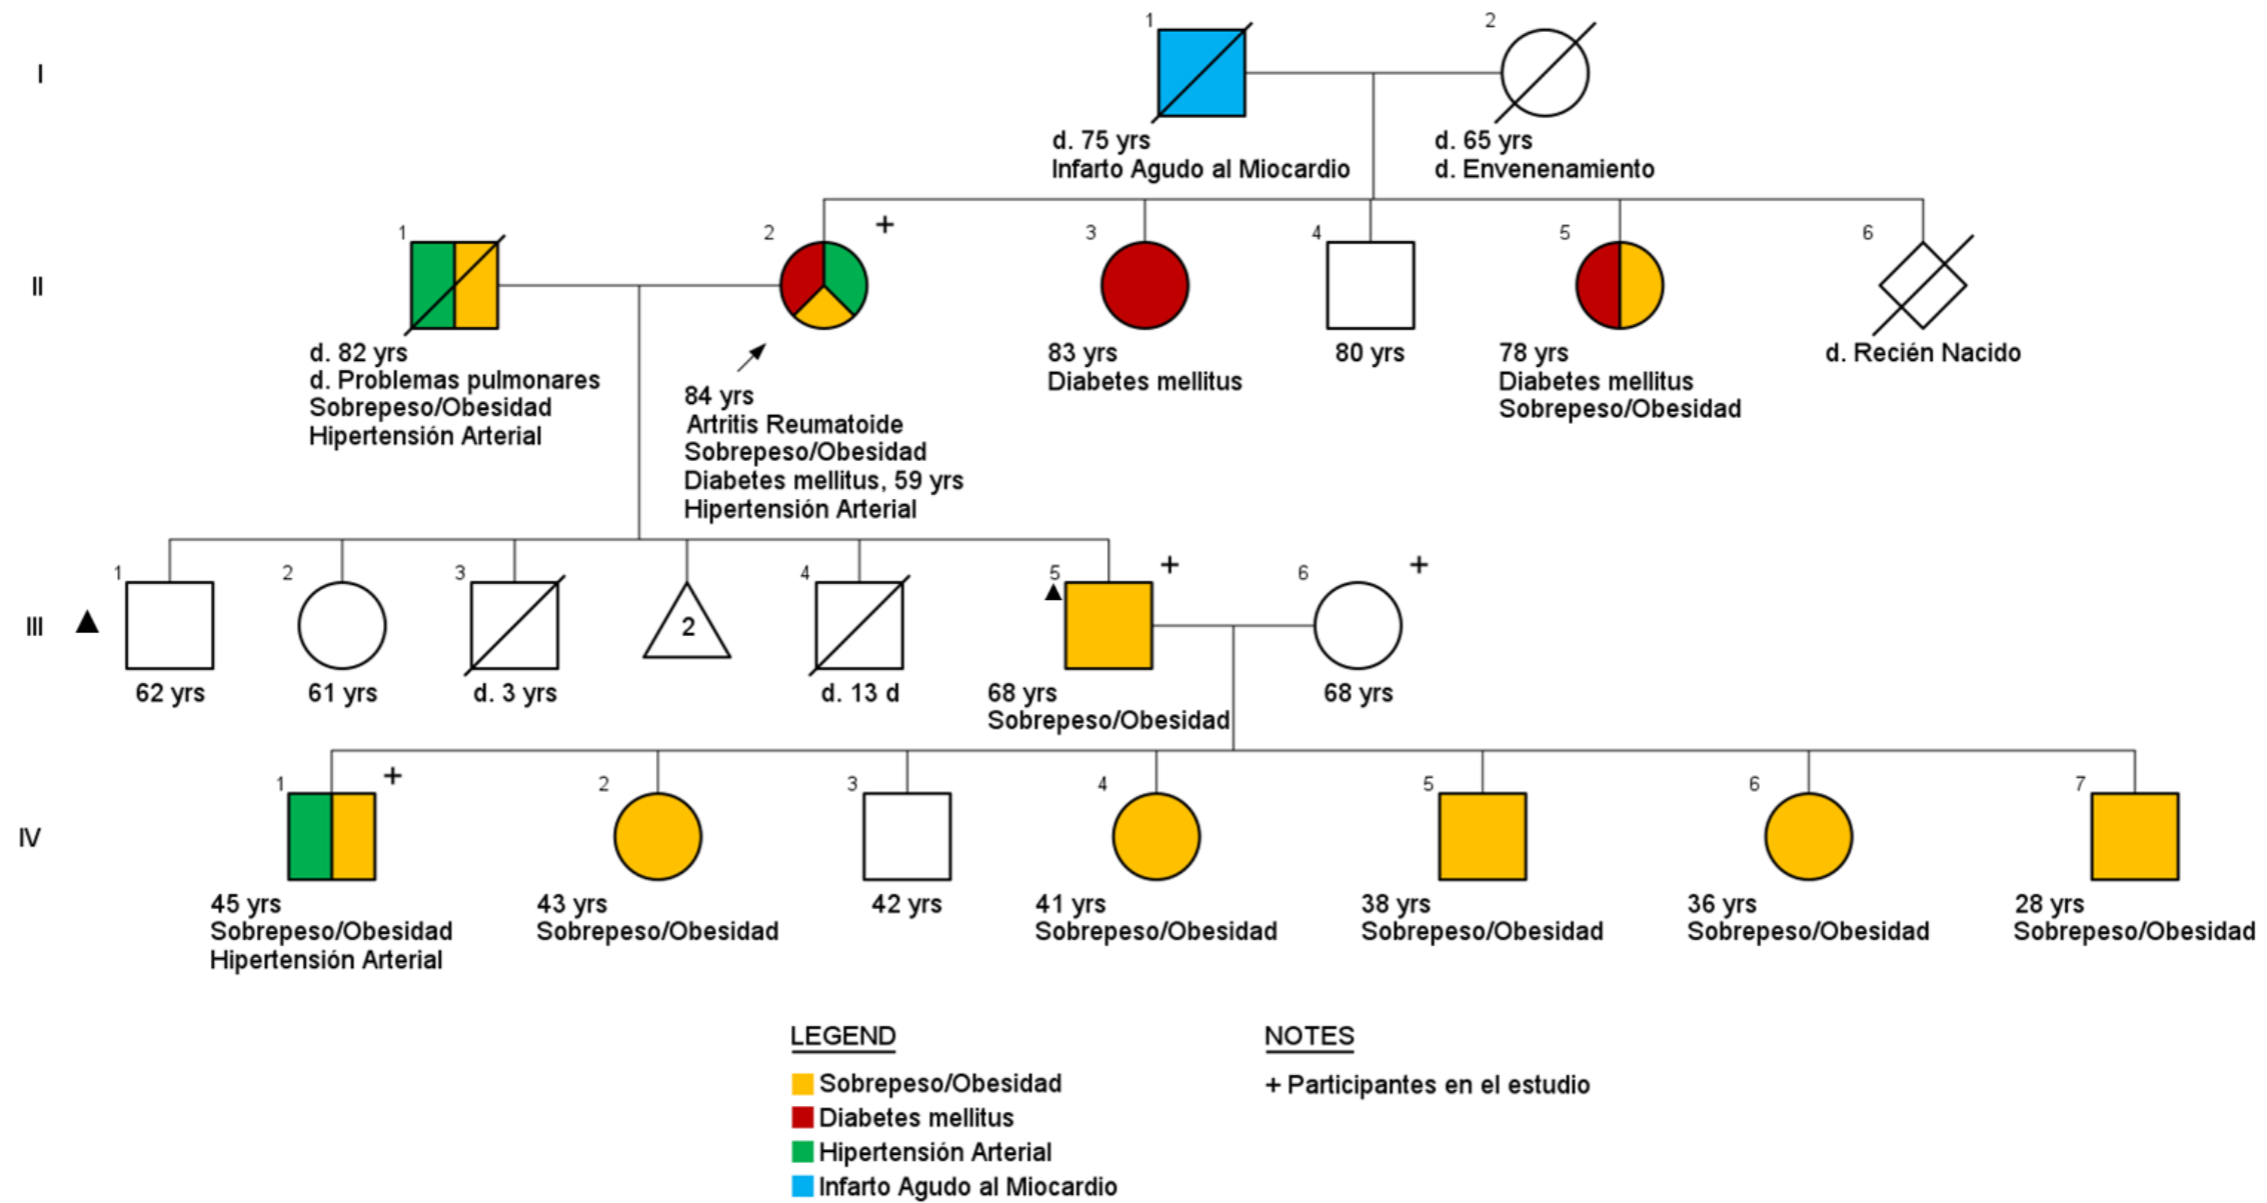 I
1
2
d. 75 yrs
Infarto Agudo al Miocardio
d. 65 yrs
d. Envenenamiento
II
1
2
+
3
4
5
6
d. 82 yrs
d. Problemas pulmonares
Sobrepeso/Obesidad
Hipertensión Arterial
84 yrs
Artritis Reumatoide
Sobrepeso/Obesidad
Diabetes mellitus, 59 yrs
Hipertensión Arterial
83 yrs
Diabetes mellitus
80 yrs
78 yrs
Diabetes mellitus
Sobrepeso/Obesidad
d. Recién Nacido
III
1
2
3
2
4
5
+
6
+
62 yrs
61 yrs
d. 3 yrs
d. 13 d
68 yrs
Sobrepeso/Obesidad
68 yrs
IV
1
+
2
3
4
5
6
7
45 yrs
Sobrepeso/Obesidad
Hipertensión Arterial
43 yrs
Sobrepeso/Obesidad
42 yrs
41 yrs
Sobrepeso/Obesidad
38 yrs
Sobrepeso/Obesidad
36 yrs
Sobrepeso/Obesidad
28 yrs
Sobrepeso/Obesidad
LEGEND
Sobrepeso/Obesidad
Diabetes mellitus
Hipertensión Arterial
Infarto Agudo al Miocardio
NOTES
+ Participantes en el estudio